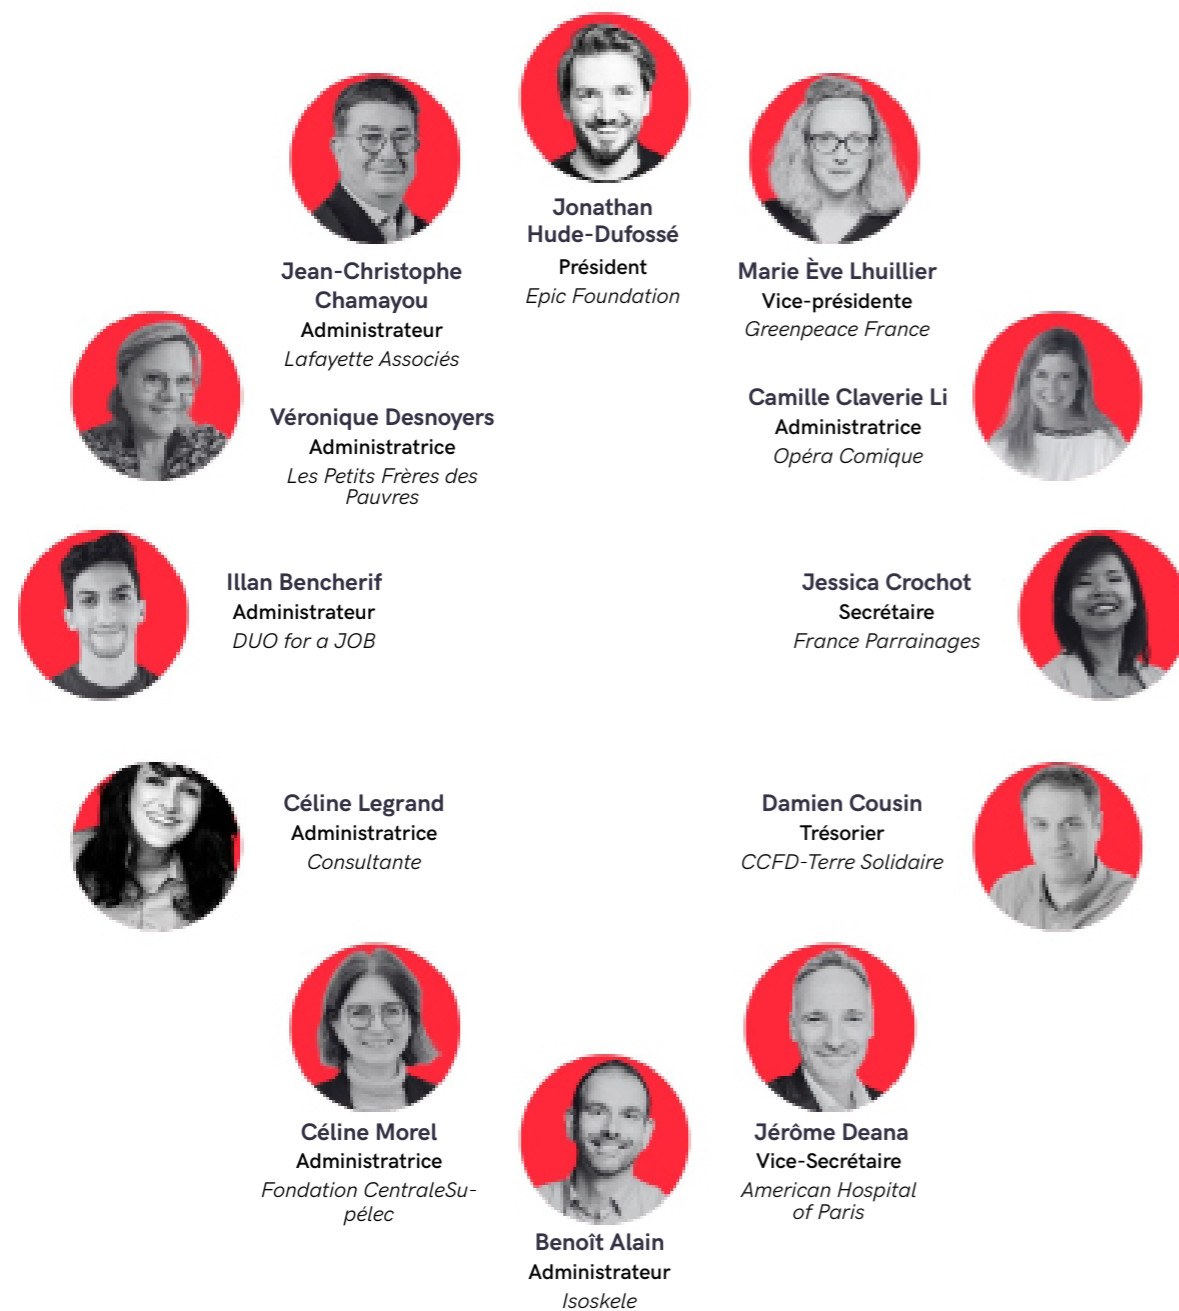 Jonathan
Hude-Dufossé
Président
Epic Foundation
Jean-Christophe
Chamayou
Administrateur
Lafayette Associés
Marie Ève Lhuillier
Vice-présidente
Greenpeace France
Véronique Desnoyers
Administratrice
Les Petits Frères des
Pauvres
Camille Claverie Li
Administratrice
Opéra Comique
Illan Bencherif
Administrateur
DUO for a JOB
Jessica Crochot
Secrétaire
France Parrainages
Céline Legrand
Administratrice
Consultante
Damien Cousin
Trésorier
CCFD-Terre Solidaire
Céline Morel
Administratrice
Fondation CentraleSu-
pélec
Jérôme Deana
Vice-Secrétaire
American Hospital
of Paris
Benoît Alain
Administrateur
Isoskele